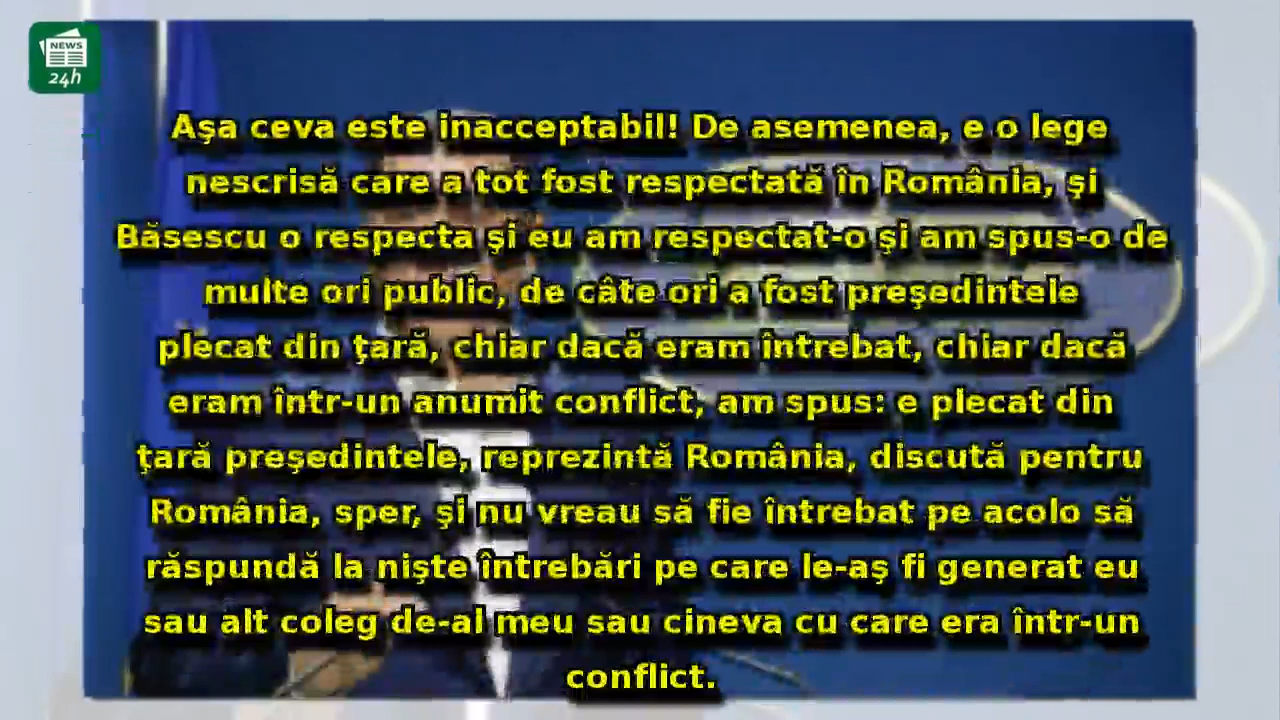 NEWS
24h
Aşa ceva este inacceptabil! De asemenea, e o lege
nescrisă care a tot fost respectată în România, şi
Băsescu o respecta şi eu am respectat-o şi am spus-o de
multe ori public, de câte ori a fost preşedintele
plecat din ţară, chiar dacă eram întrebat, chiar dacă
eram într-un anumit conflict, am spus: e plecat din
ţară preşedintele, reprezintă România, discută pentru
România, sper, şi nu vreau să fie întrebat pe acolo să
răspundă la nişte întrebări pe care le-aş fi generat eu
sau alt coleg de-al meu sau cineva cu care era într-un
conflict.